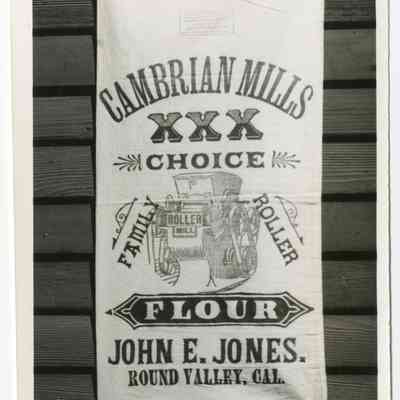 CAMBRIAN MILLS
XXX
CHOICE
FAMILY
ROLLER
ROLLER
MILL
FLOUR
JOHN E. JONES.
ROUND VALLEY, CAL.